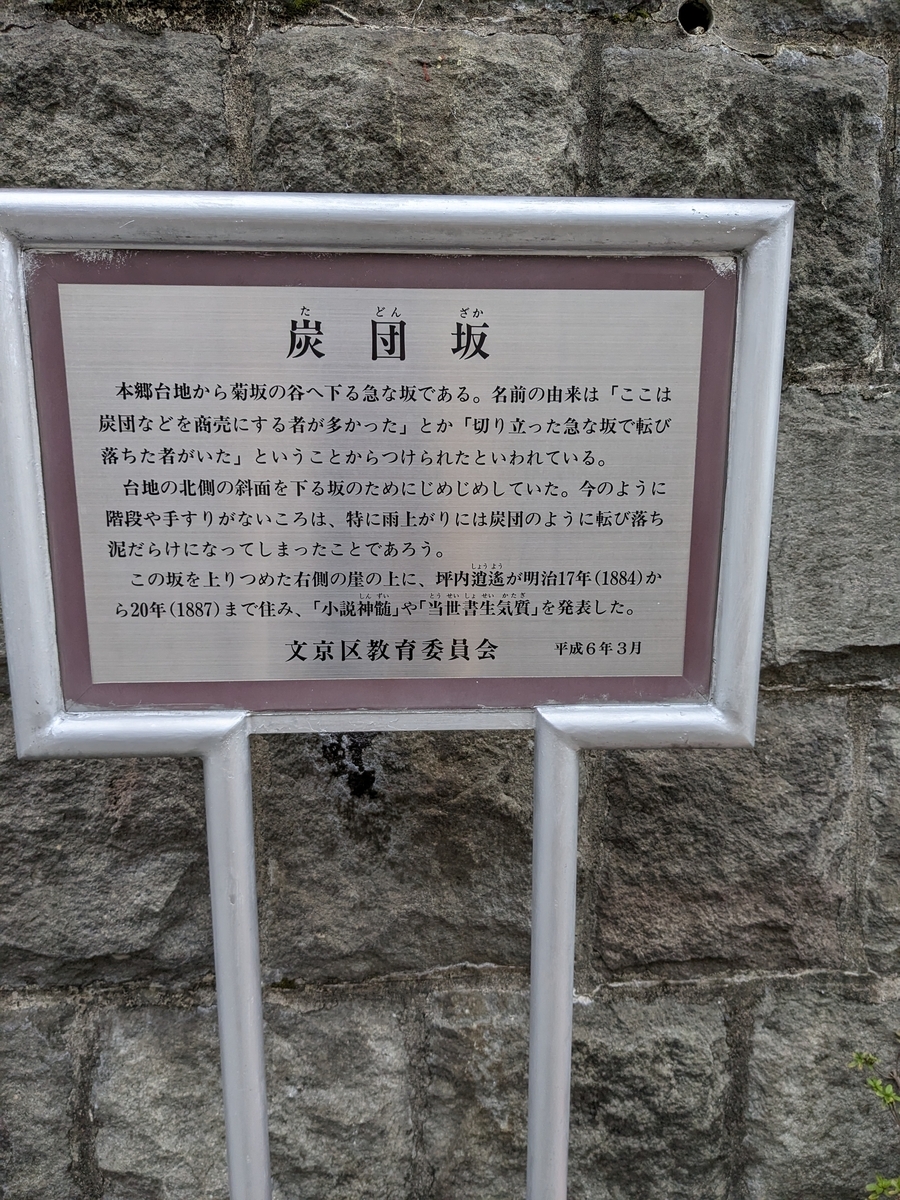 た どん ざか
炭団坂
本郷台地から菊坂の谷へ下る急な坂である。名前の由来は「ここは
炭団などを商売にする者が多かった」とか「切り立った急な坂で転び
落ちた者がいた」ということからつけられたといわれている。
台地の北側の斜面を下る坂のためにじめじめしていた。今のように
階段や手すりがないころは、特に雨上がりには炭団のように転び落ち
泥だらけになってしまったことであろう。
しょうよう
この坂を上りつめた右側の崖の上に、坪内逍遙が明治17年(1884)か
しん ずい とう せい しょ せい かたぎ
ら20年(1887)まで住み、「小説神髄」や「当世書生気質」を発表した。
文京区教育委員会 平成6年3月